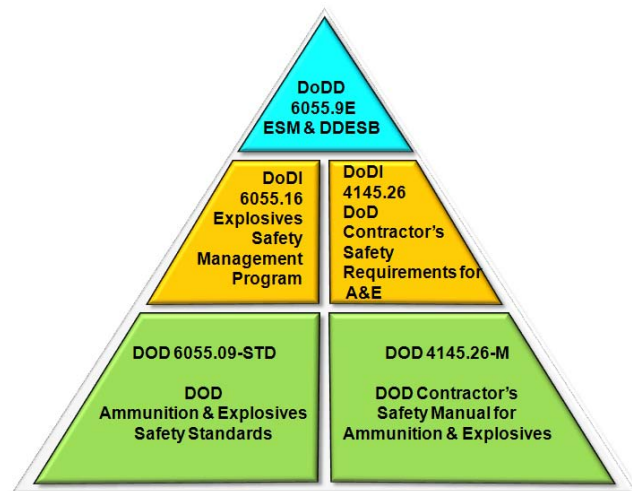 DoDD
6055.9E
ESM & DDESB
DoDI
6055.16
Explosives
Safety
Management
Program
DoDI
4145.26
DoD
Contractor's
Safety
Requirements for
A&E
DOD 6055.09-STD
DOD
Ammunition & Explosives
Safety Standards
DOD 4145.26-M
DOD Contractor's
Safety Manual for
Ammunition & Explosives